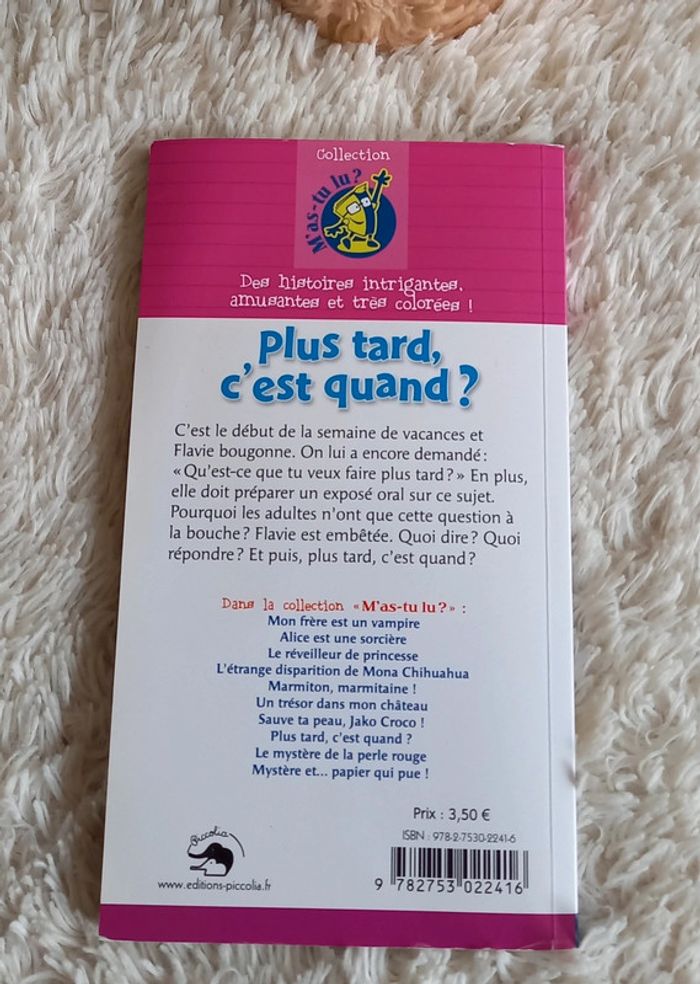 Collection
M'as-tu lu ?
Des histoires intrigantes,
amusantes et très colorées !
Plus tard,
c'est quand ?
C'est le début de la semaine de vacances et
Flavie bougonne. On lui a encore demandé :
« Qu'est-ce que tu veux faire plus tard ? » En plus,
elle doit préparer un exposé oral sur ce sujet.
Pourquoi les adultes n'ont que cette question à
la bouche ? Flavie est embêtée. Quoi dire ? Quoi
répondre ? Et puis, plus tard, c'est quand ?
Dans la collection « M'as-tu lu ? » :
Mon frère est un vampire
Alice est une sorcière
Le réveilleur de princesse
L'étrange disparition de Mona Chihuahua
Marmiton, marmitaine !
Un trésor dans mon château
Sauve ta peau, Jako Croco !
Plus tard, c'est quand ?
Le mystère de la perle rouge
Mystère et... papier qui pue !
Prix : 3,50 €
ISBN : 978-2-7530-2241-6
9 782753 022416
Piccolia
www.editions-piccolia.fr